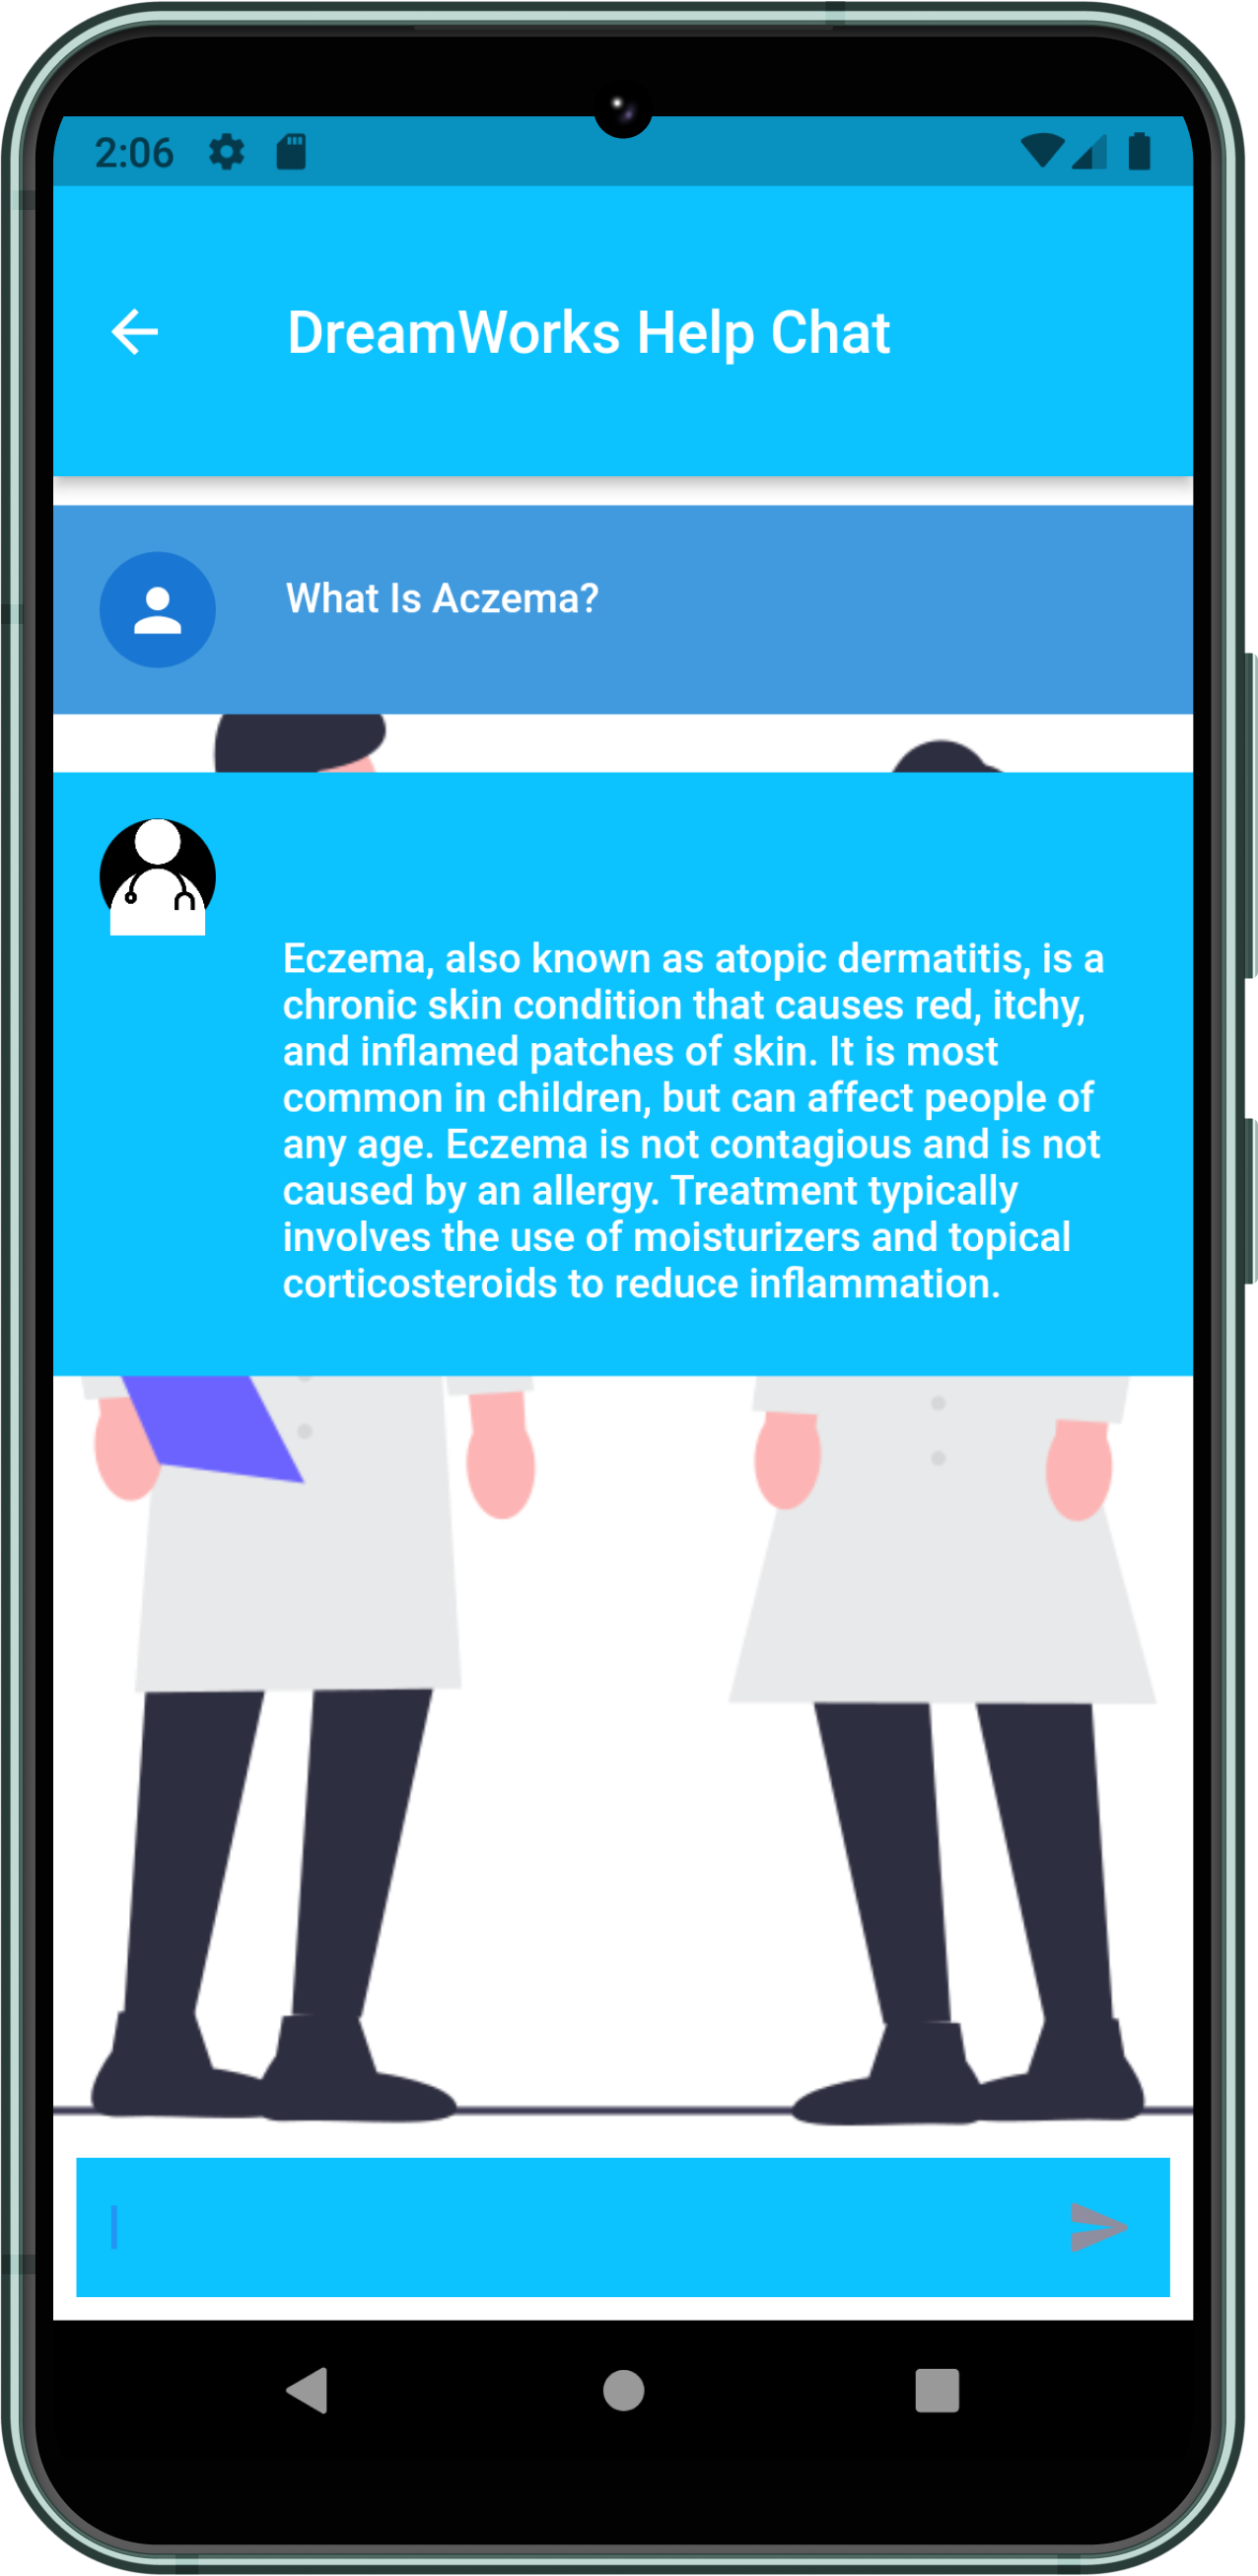 2:06
DreamWorks Help Chat
What Is Aczema?
Eczema, also known as atopic dermatitis, is a
chronic skin condition that causes red, itchy,
and inflamed patches of skin. It is most
common in children, but can affect people of
any age. Eczema is not contagious and is not
caused by an allergy. Treatment typically
involves the use of moisturizers and topical
corticosteroids to reduce inflammation.